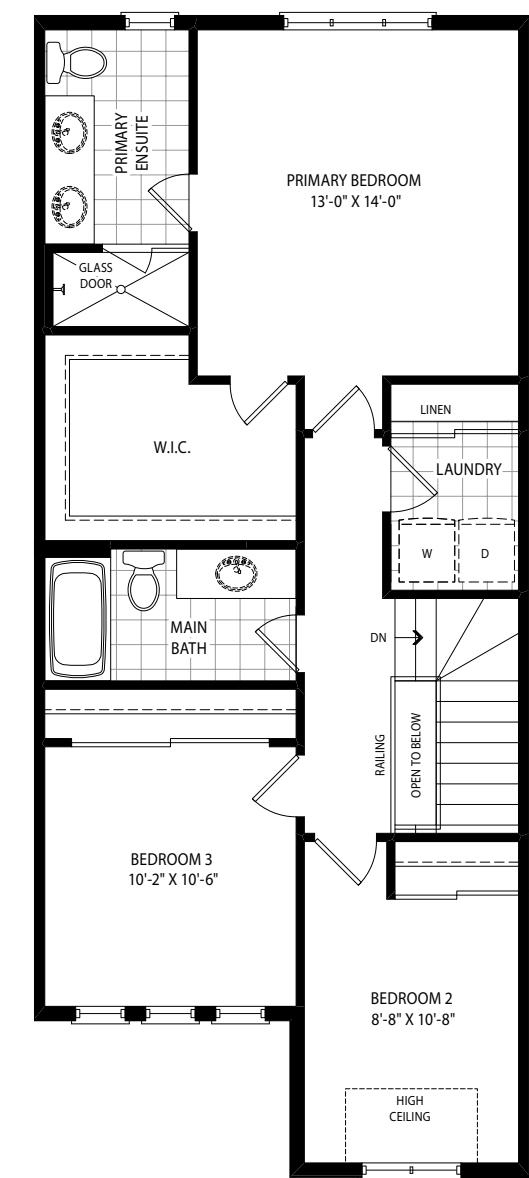 PRIMARY
ENSUITE
PRIMARY BEDROOM
13'-0" X 14'-0"
GLASS
DOOR
LINEN
W.I.C.
LAUNDRY
W
D
MAIN
BATH
DN
RAILING
OPEN TO BELOW
BEDROOM 3
10'-2" X 10'-6"
BEDROOM 2
8'-8" X 10'-8"
HIGH
CEILING